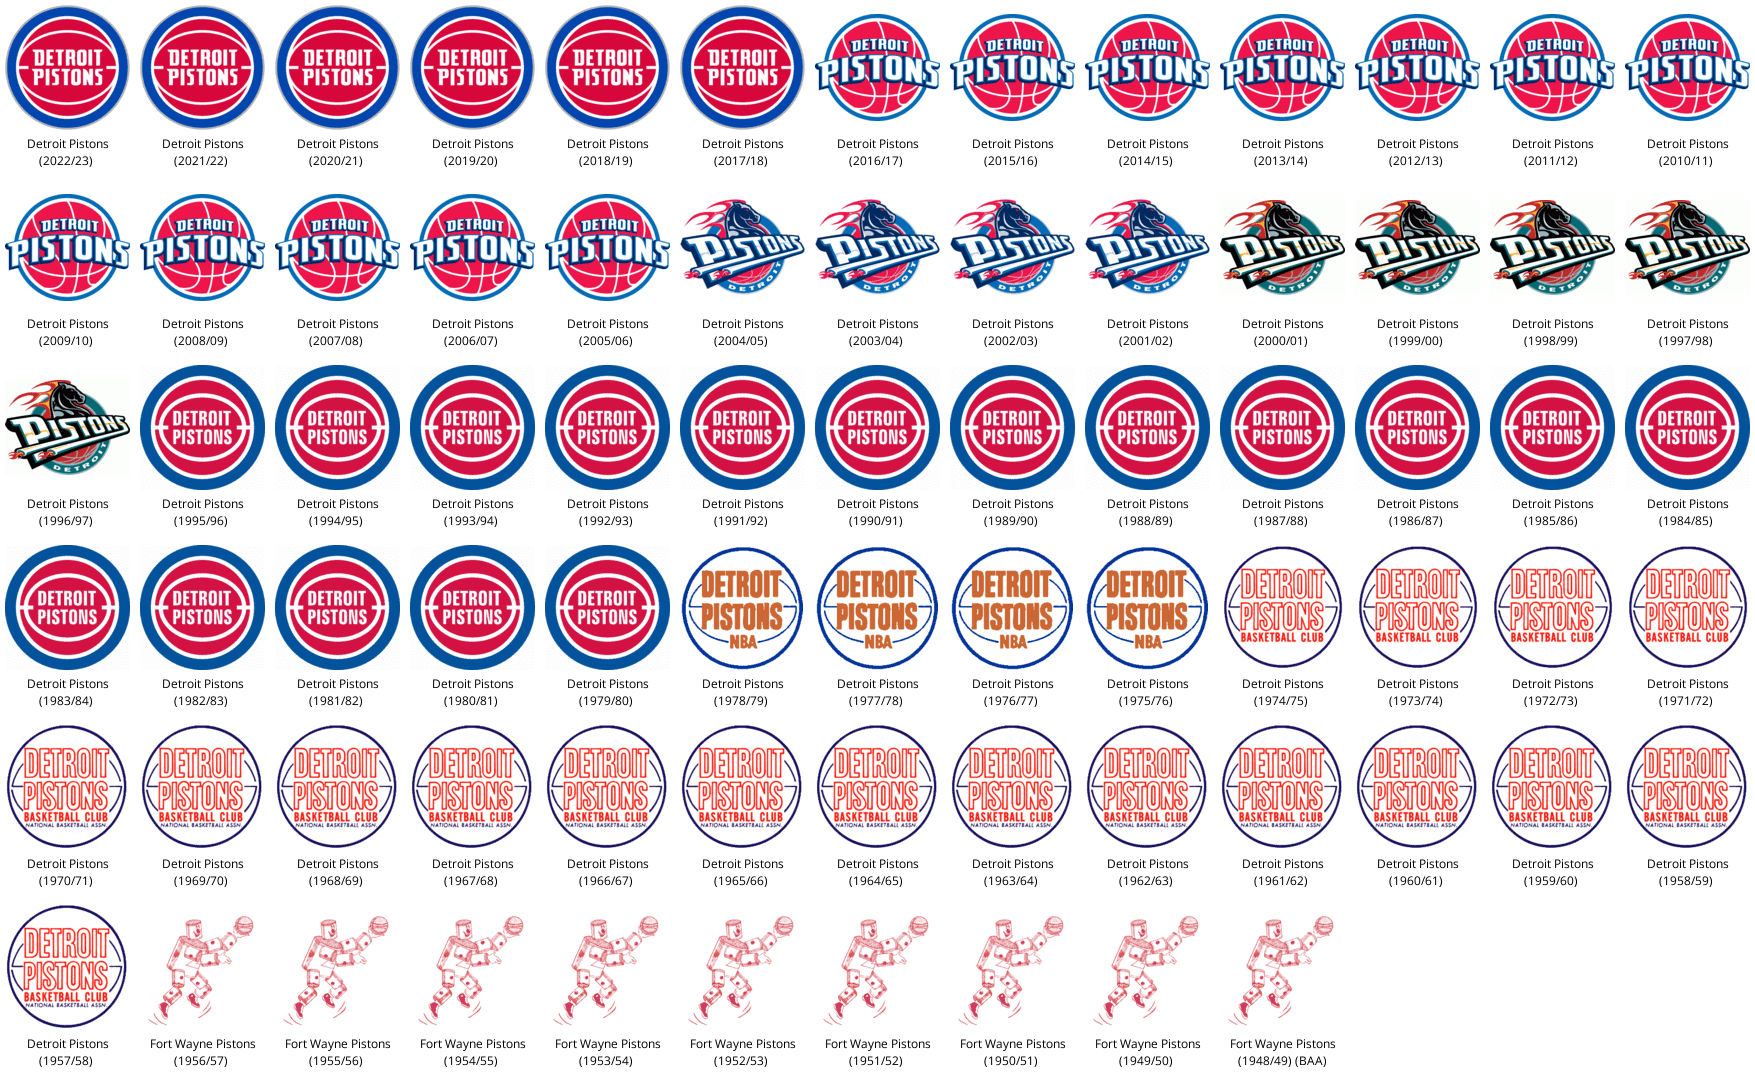 DETROIT PISTONS DETROIT PISTONS DETROIT PISTONS DETROIT PISTONS DETROIT PISTONS DETROIT PISTONS DETROIT PISTONS DETROIT PISTONS DETROIT PISTONS DETROIT PISTONS DETROIT PISTONS DETROIT PISTONS DETROIT PISTONS
Detroit Pistons Detroit Pistons Detroit Pistons Detroit Pistons Detroit Pistons Detroit Pistons Detroit Pistons Detroit Pistons Detroit Pistons Detroit Pistons Detroit Pistons Detroit Pistons Detroit Pistons
(2022/23) (2021/22) (2020/21) (2019/20) (2018/19) (2017/18) (2016/17) (2015/16) (2014/15) (2013/14) (2012/13) (2011/12) (2010/11)
DETROIT PISTONS DETROIT PISTONS DETROIT PISTONS DETROIT PISTONS DETROIT PISTONS PISTONS DETROIT PISTONS DETROIT PISTONS DETROIT PISTONS DETROIT PISTONS DETROIT PISTONS DETROIT PISTONS DETROIT PISTONS DETROIT
Detroit Pistons Detroit Pistons Detroit Pistons Detroit Pistons Detroit Pistons Detroit Pistons Detroit Pistons Detroit Pistons Detroit Pistons Detroit Pistons Detroit Pistons Detroit Pistons Detroit Pistons
(2009/10) (2008/09) (2007/08) (2006/07) (2005/06) (2004/05) (2003/04) (2002/03) (2001/02) (2000/01) (1999/00) (1998/99) (1997/98)
PISTONS DETROIT DETROIT PISTONS DETROIT PISTONS DETROIT PISTONS DETROIT PISTONS DETROIT PISTONS DETROIT PISTONS DETROIT PISTONS DETROIT PISTONS DETROIT PISTONS DETROIT PISTONS DETROIT PISTONS DETROIT PISTONS
Detroit Pistons Detroit Pistons Detroit Pistons Detroit Pistons Detroit Pistons Detroit Pistons Detroit Pistons Detroit Pistons Detroit Pistons Detroit Pistons Detroit Pistons Detroit Pistons Detroit Pistons
(1996/97) (1995/96) (1994/95) (1993/94) (1992/93) (1991/92) (1990/91) (1989/90) (1988/89) (1987/88) (1986/87) (1985/86) (1984/85)
DETROIT PISTONS DETROIT PISTONS DETROIT PISTONS DETROIT PISTONS DETROIT PISTONS DETROIT PISTONS NBA DETROIT PISTONS NBA DETROIT PISTONS NBA DETROIT PISTONS NBA DETROIT PISTONS BASKETBALL CLUB DETROIT PISTONS BASKETBALL CLUB DETROIT PISTONS BASKETBALL CLUB DETROIT PISTONS BASKETBALL CLUB
Detroit Pistons Detroit Pistons Detroit Pistons Detroit Pistons Detroit Pistons Detroit Pistons Detroit Pistons Detroit Pistons Detroit Pistons Detroit Pistons Detroit Pistons Detroit Pistons Detroit Pistons
(1983/84) (1982/83) (1981/82) (1980/81) (1979/80) (1978/79) (1977/78) (1976/77) (1975/76) (1974/75) (1973/74) (1972/73) (1971/72)
DETROIT DETROIT DETROIT DETROIT DETROIT DETROIT DETROIT DETROIT DETROIT DETROIT DETROIT DETROIT DETROIT
PISTONS PISTONS PISTONS PISTONS PISTONS PISTONS PISTONS PISTONS PISTONS PISTONS PISTONS PISTONS PISTONS
BASKETBALL CLUB BASKETBALL CLUB BASKETBALL CLUB BASKETBALL CLUB BASKETBALL CLUB BASKETBALL CLUB BASKETBALL CLUB BASKETBALL CLUB BASKETBALL CLUB BASKETBALL CLUB BASKETBALL CLUB BASKETBALL CLUB BASKETBALL CLUB
NATIONAL BASKETBALL ASSN. NATIONAL BASKETBALL ASSN. NATIONAL BASKETBALL ASSN. NATIONAL BASKETBALL ASSN. NATIONAL BASKETBALL ASSN. NATIONAL BASKETBALL ASSN. NATIONAL BASKETBALL ASSN. NATIONAL BASKETBALL ASSN. NATIONAL BASKETBALL ASSN. NATIONAL BASKETBALL ASSN. NATIONAL BASKETBALL ASSN. NATIONAL BASKETBALL ASSN. NATIONAL BASKETBALL ASSN.
Detroit Pistons Detroit Pistons Detroit Pistons Detroit Pistons Detroit Pistons Detroit Pistons Detroit Pistons Detroit Pistons Detroit Pistons Detroit Pistons Detroit Pistons Detroit Pistons Detroit Pistons
(1970/71) (1969/70) (1968/69) (1967/68) (1966/67) (1965/66) (1964/65) (1963/64) (1962/63) (1961/62) (1960/61) (1959/60) (1958/59)
DETROIT
PISTONS
BASKETBALL CLUB
NATIONAL BASKETBALL ASSN.
Detroit Pistons Fort Wayne Pistons Fort Wayne Pistons Fort Wayne Pistons Fort Wayne Pistons Fort Wayne Pistons Fort Wayne Pistons Fort Wayne Pistons Fort Wayne Pistons Fort Wayne Pistons
(1957/58) (1956/57) (1955/56) (1954/55) (1953/54) (1952/53) (1951/52) (1950/51) (1949/50) (1948/49) (BAA)